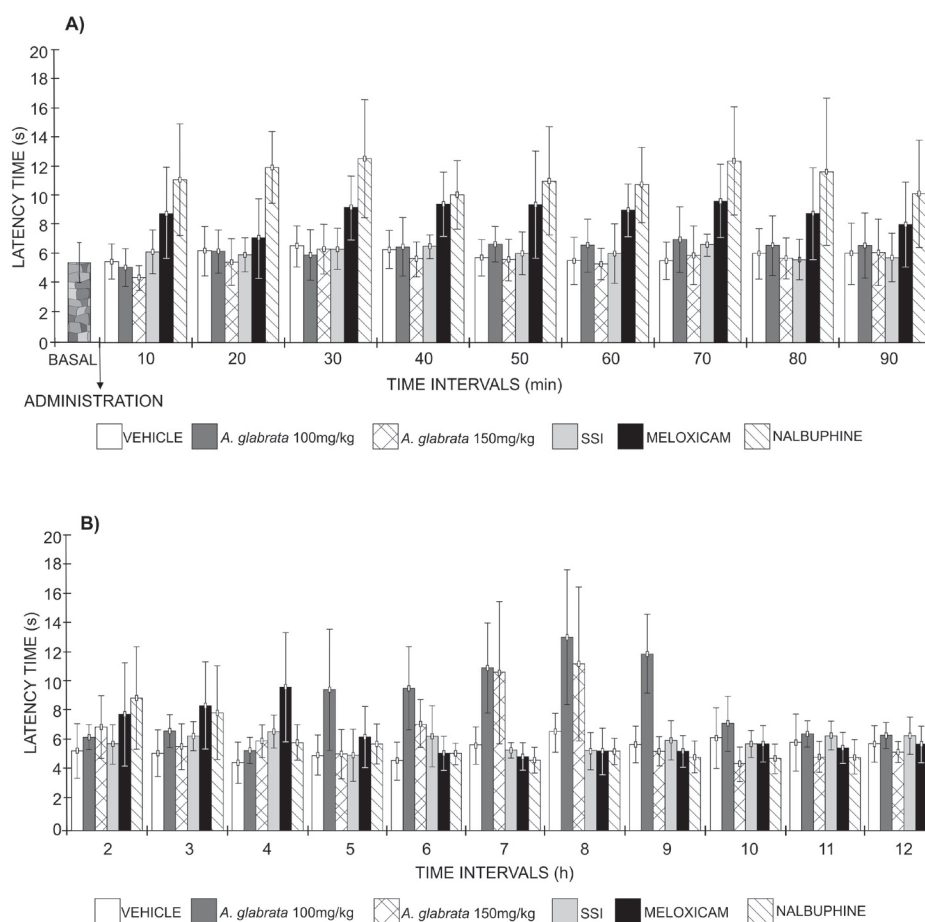 A)
LATENCY TIME (s)
20
18
16
14
12
10
8
6
4
2
0
BASAL 10 20 30 40 50 60 70 80 90
TIME INTERVALS (min)
ADMINISTRATION
VEHICLE A. glabrata 100mg/kg A. glabrata 150mg/kg SSI MELOXICAM NALBUPHINE
B)
LATENCY TIME (s)
20
18
16
14
12
10
8
6
4
2
0
2 3 4 5 6 7 8 9 10 11 12
TIME INTERVALS (h)
VEHICLE A. glabrata 100mg/kg A. glabrata 150mg/kg SSI MELOXICAM NALBUPHINE